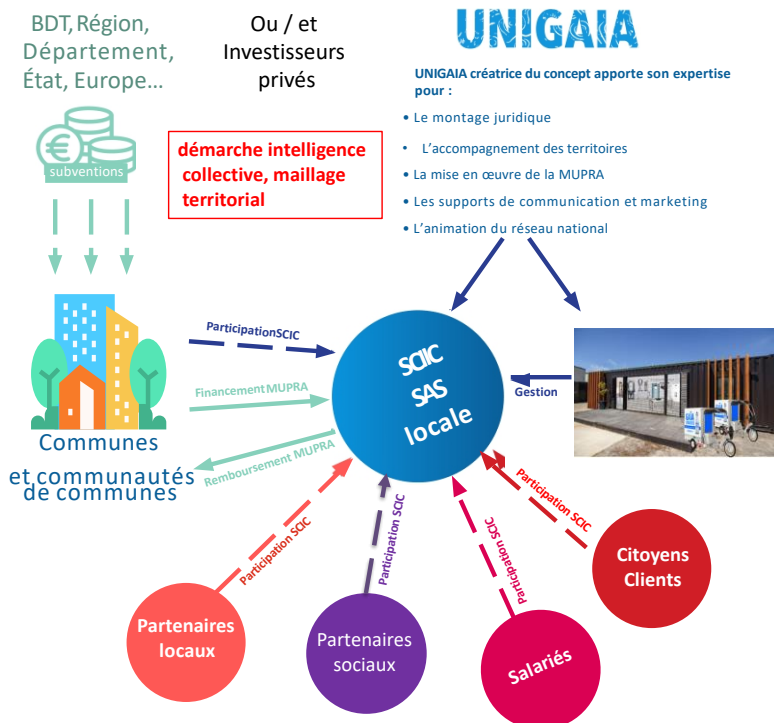 BDT, Région,
Département,
État, Europe...
Ou / et
Investisseurs
privés
UNIGAIA
UNIGAIA créatrice du concept apporte son expertise
pour :
• Le montage juridique
• L'accompagnement des territoires
• La mise en œuvre de la MUPRA
• Les supports de communication et marketing
• L'animation du réseau national
subventions
démarche intelligence
collective, maillage
territorial
ParticipationSCIC
Financement MUPRA
Remboursement MUPRA
Communes
et communautés
de communes
SCIIC
SAS
locale
Gestion
Participation SCIC
Participation SCIC
Participation SCIC
Participation SCIC
Partenaires
locaux
Partenaires
sociaux
Salariés
Citoyens
Clients